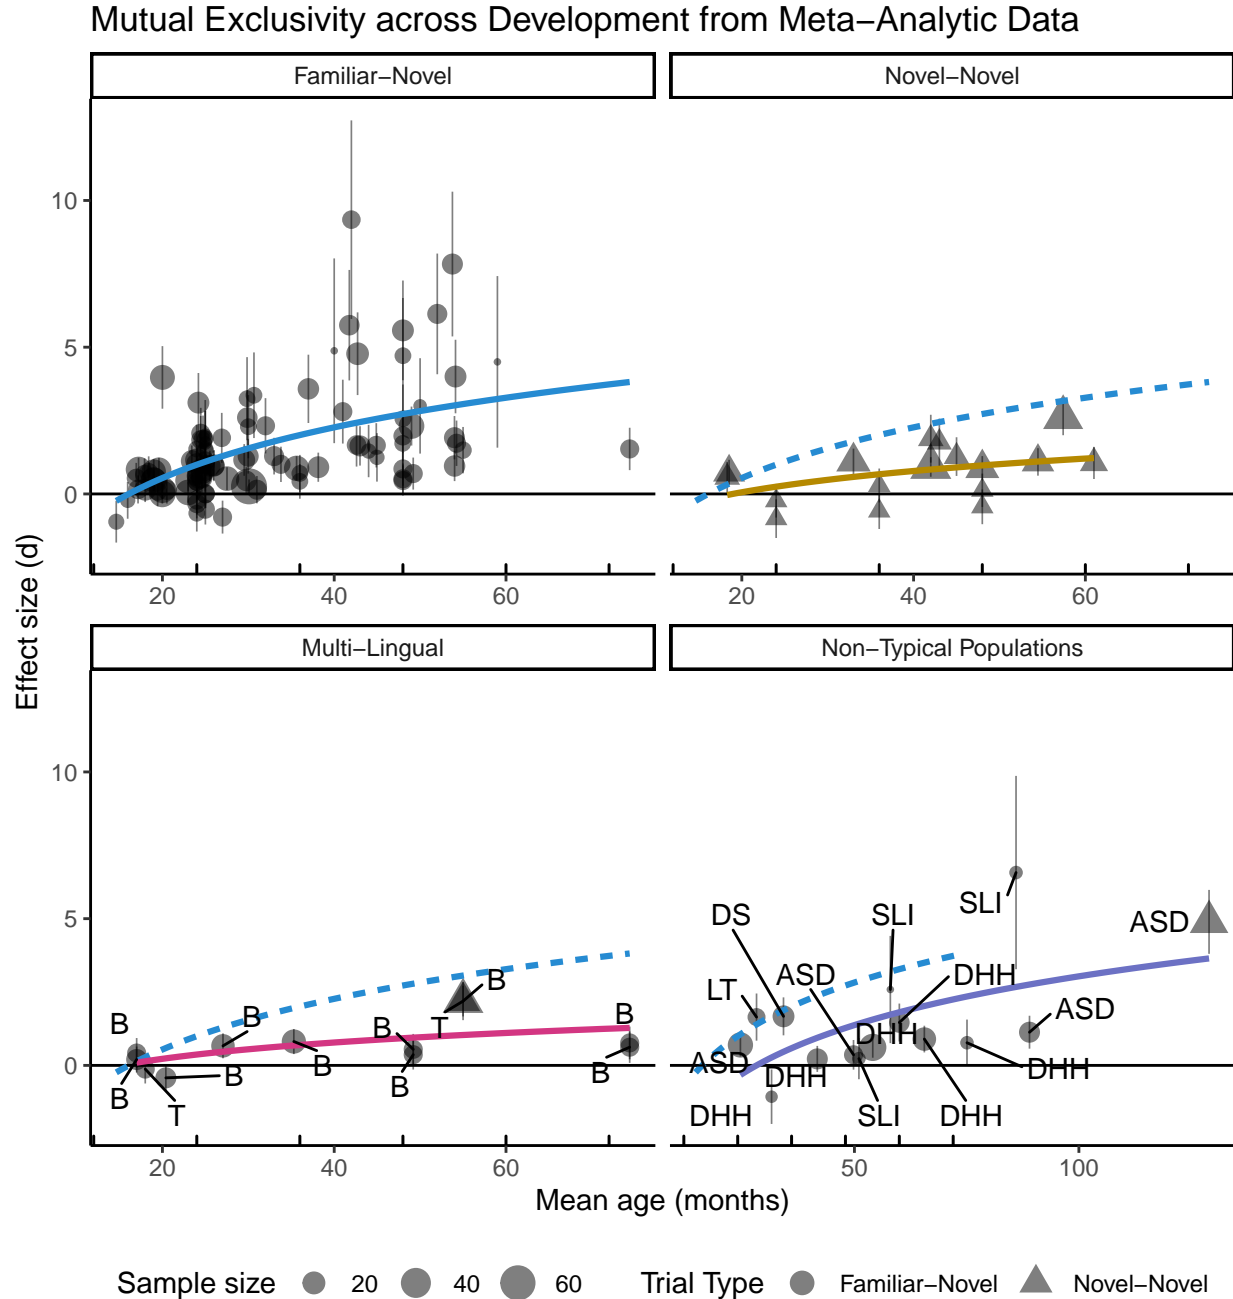 Mutual Exclusivity across Development from Meta−Analytic Data
Familiar−Novel
Novel−Novel
10
5
0
20
40
60
20
40
60
Effect size (d)
Multi−Lingual
Non−Typical Populations
10
5
0
B
B
T
B
B
B
B
B
T
B
B
B
DS
SLI
SLI
ASD
LT
ASD
DHH
DHH
ASD
ASD
DHH
DHH
DHH
SLI
DHH
20
40
60
50
100
Mean age (months)
Sample size 20 40 60 Trial Type Familiar−Novel Novel−Novel